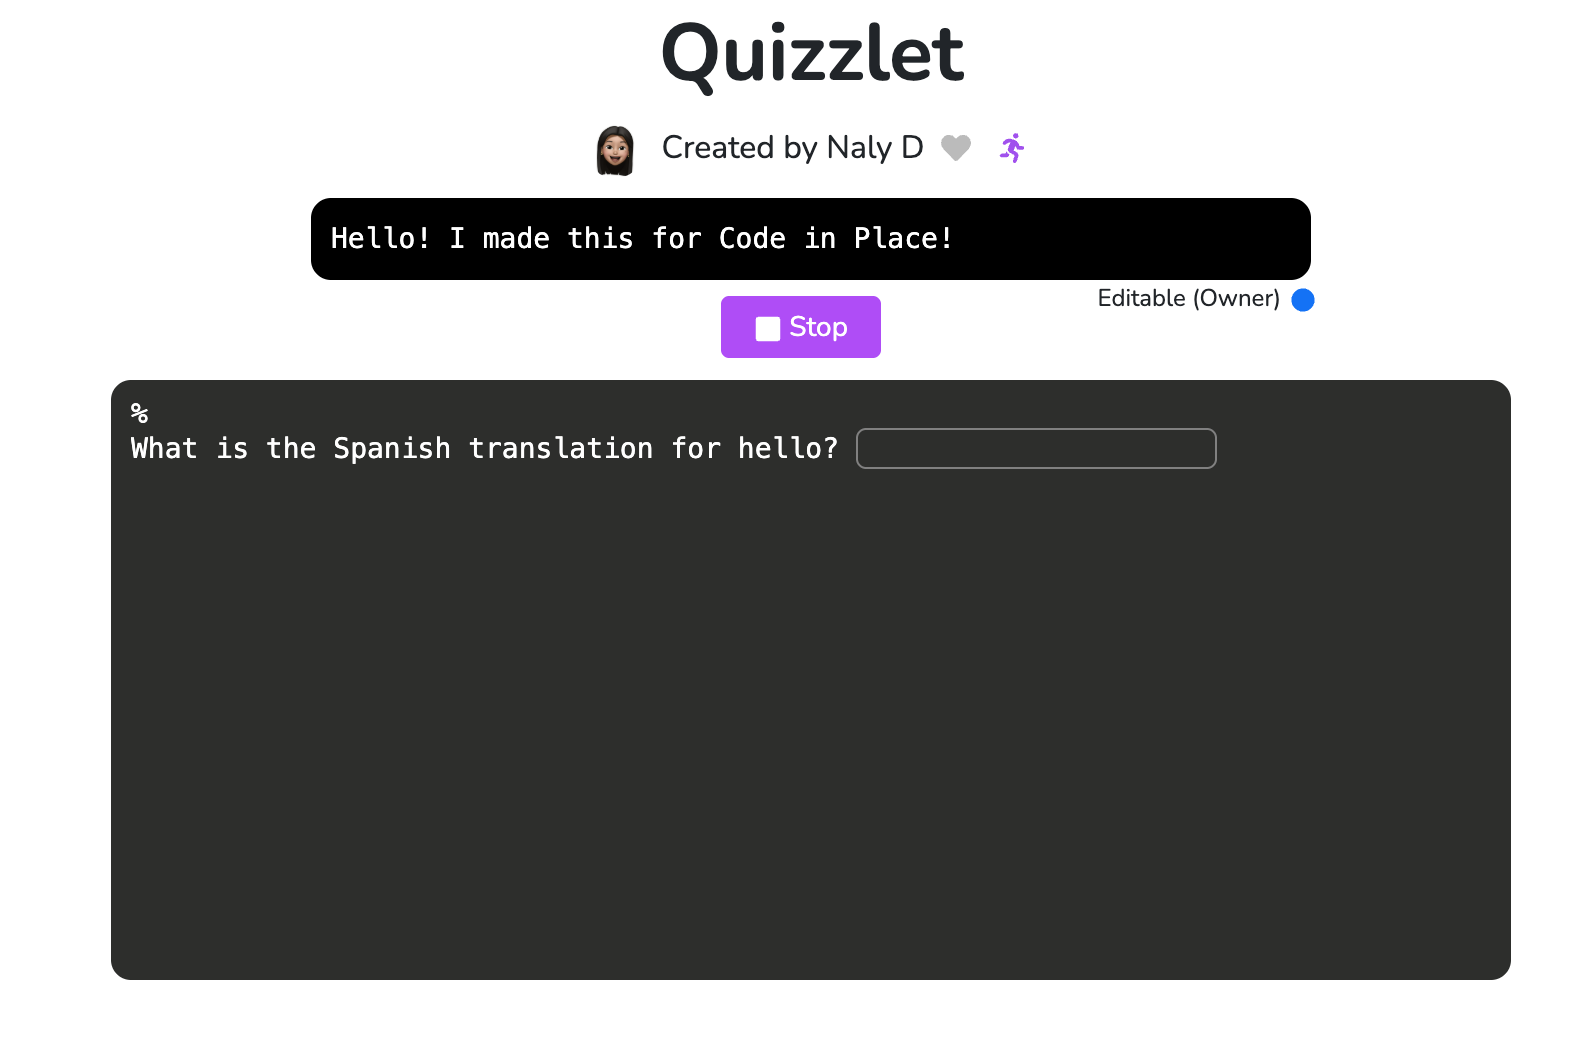 Quizzlet
Created by Naly D
Hello! I made this for Code in Place!
Editable (Owner)
Stop
%
What is the Spanish translation for hello?